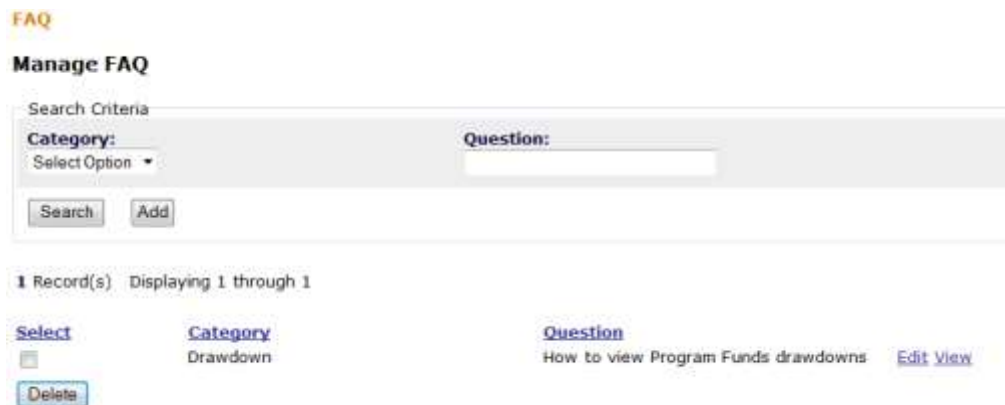 FAQ
Manage FAQ
Search Criteria
Category: Question:
Select Option
Search Add
1 Record(s) Displaying 1 through 1
Select Category Question
Drawdown How to view Program Funds drawdowns Edit View
Delete